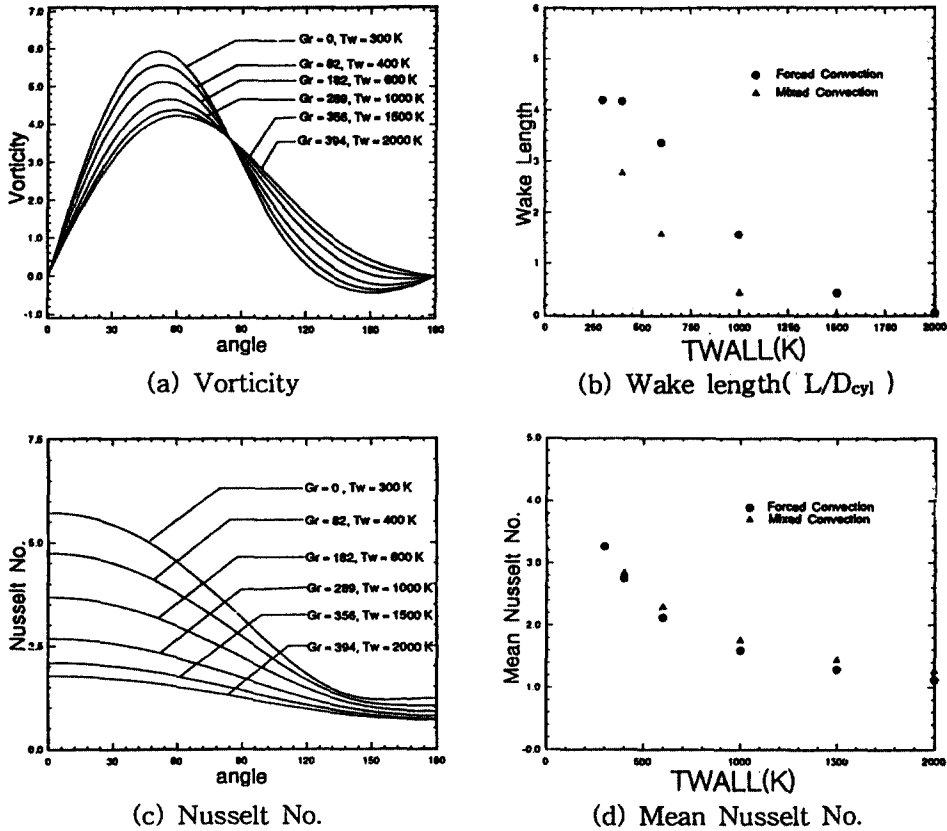 7.0
6.0
5.0
4.0
3.0
2.0
1.0
0.0
-1.0
Vorticity
Gr = 0, Tw = 300 K
Gr = 82, Tw = 400 K
Gr = 182, Tw = 600 K
Gr = 289, Tw = 1000 K
Gr = 356, Tw = 1500 K
Gr = 394, Tw = 2000 K
0 30 60 90 120 150 180
angle
(a) Vorticity
6
5
4
3
2
1
0
Wake Length
Forced Convection
Mixed Convection
0 250 500 750 1000 1250 1500 1750 2000
TWALL(K)
(b) Wake length( L/Dcyl )
7.5
5.0
2.5
0.0
Nusselt No.
Gr = 0 , Tw = 300 K
Gr = 82, Tw = 400 K
Gr = 182, Tw = 600 K
Gr = 289, Tw = 1000 K
Gr = 356, Tw = 1500 K
Gr = 394, Tw = 2000 K
0 30 60 90 120 150 180
angle
(c) Nusselt No.
5.0
4.0
3.0
2.0
1.0
-0.0
Mean Nusselt No.
Forced Convection
Mixed Convection
0 500 1000 1500 2000
TWALL(K)
(d) Mean Nusselt No.